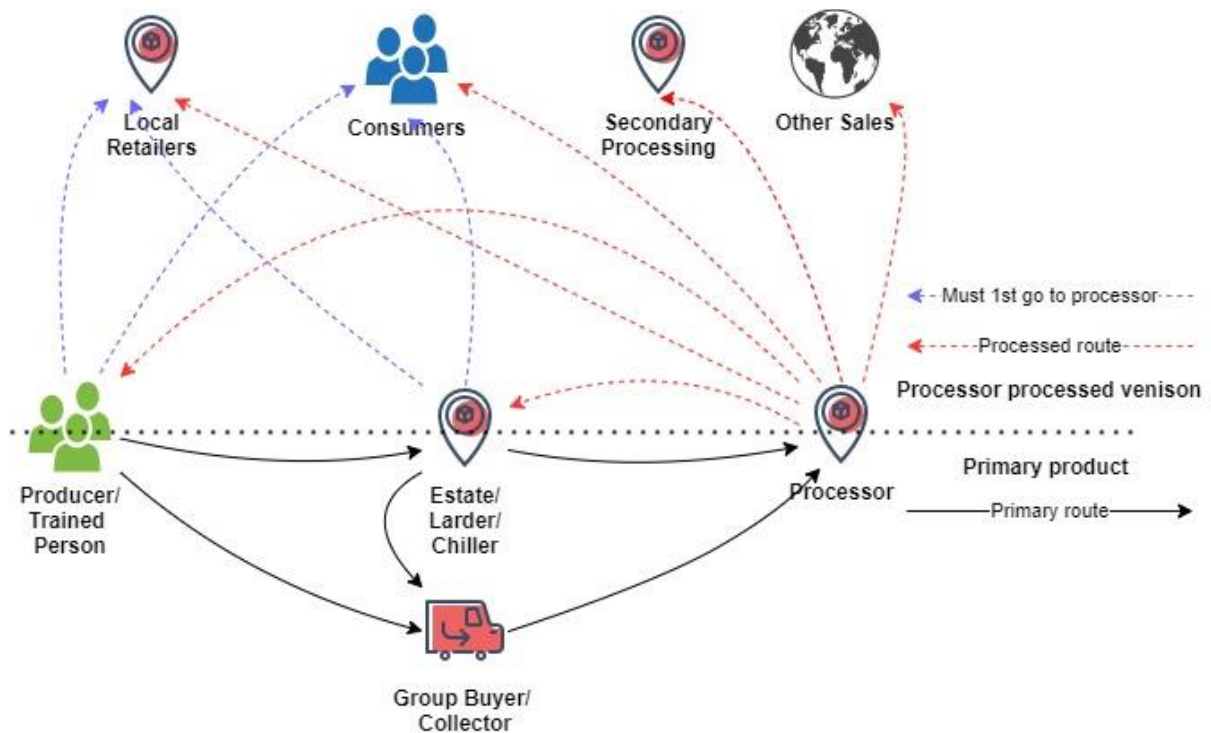 Local
Retailers
Consumers
Secondary
Processing
Other Sales
Must 1st go to processor
Processed route
Processor processed venison
Primary product
Primary route
Producer/
Trained
Person
Estate/
Larder/
Chiller
Processor
Group Buyer/
Collector